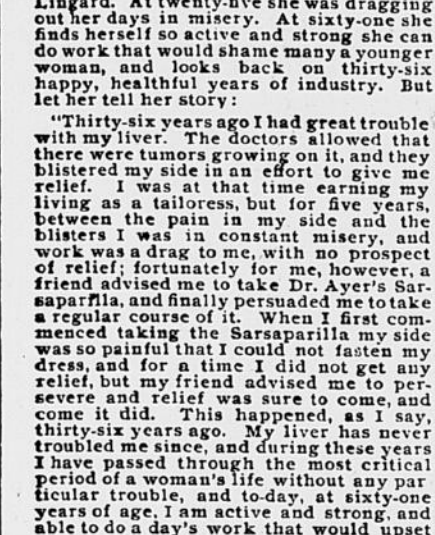 Lingard. At twenty-five she was dragging
out her days in misery. At sixty-one she
finds herself so active and strong she can
do work that would shame many a younger
woman, and looks back on thirty-six
happy, healthful years of industry. But
let her tell her story:
"Thirty-six years ago I had great trouble
with my liver. The doctors allowed that
there were tumors growing on it, and they
blistered my side in an effort to give me
relief. I was at that time earning my
living as a tailoress, but for five years,
between the pain in my side and the
blisters I was in constant misery, and
work was a drag to me, with no prospect
of relief; fortunately for me, however, a
friend advised me to take Dr. Ayer's Sar-
saparilla, and finally persuaded me to take
a regular course of it. When I first com-
menced taking the Sarsaparilla my side
was so painful that I could not fasten my
dress, and for a time I did not get any
relief, but my friend advised me to per-
severe and relief was sure to come, and
come it did. This happened, as I say,
thirty-six years ago. My liver has never
troubled me since, and during these years
I have passed through the most critical
period of a woman's life without any par
ticular trouble, and to-day, at sixty-one
years of age, I am active and strong, and
able to do a day's work that would upset